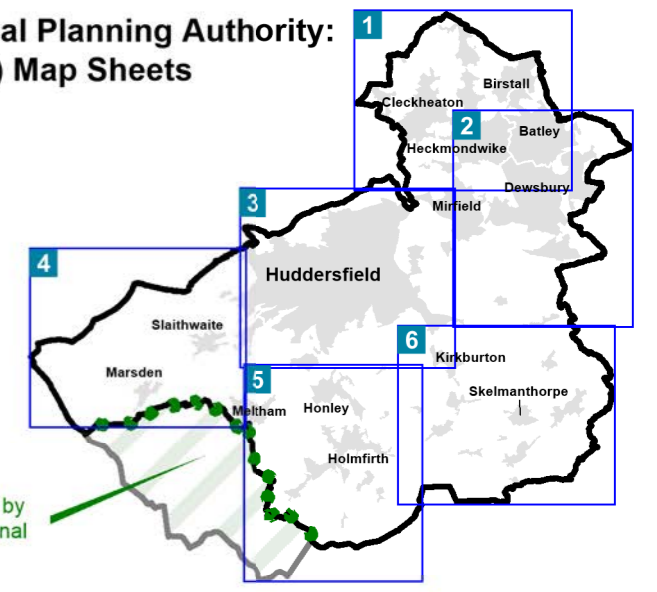 al Planning Authority:
) Map Sheets
1
Birstall
Cleckheaton
2
Batley
Heckmondwike
Dewsbury
3
Mirfield
4
Huddersfield
Slaithwaite
6
Kirkburton
Marsden
5
Skelmanthorpe
Meltham
Honley
Holmfirth
by
nal